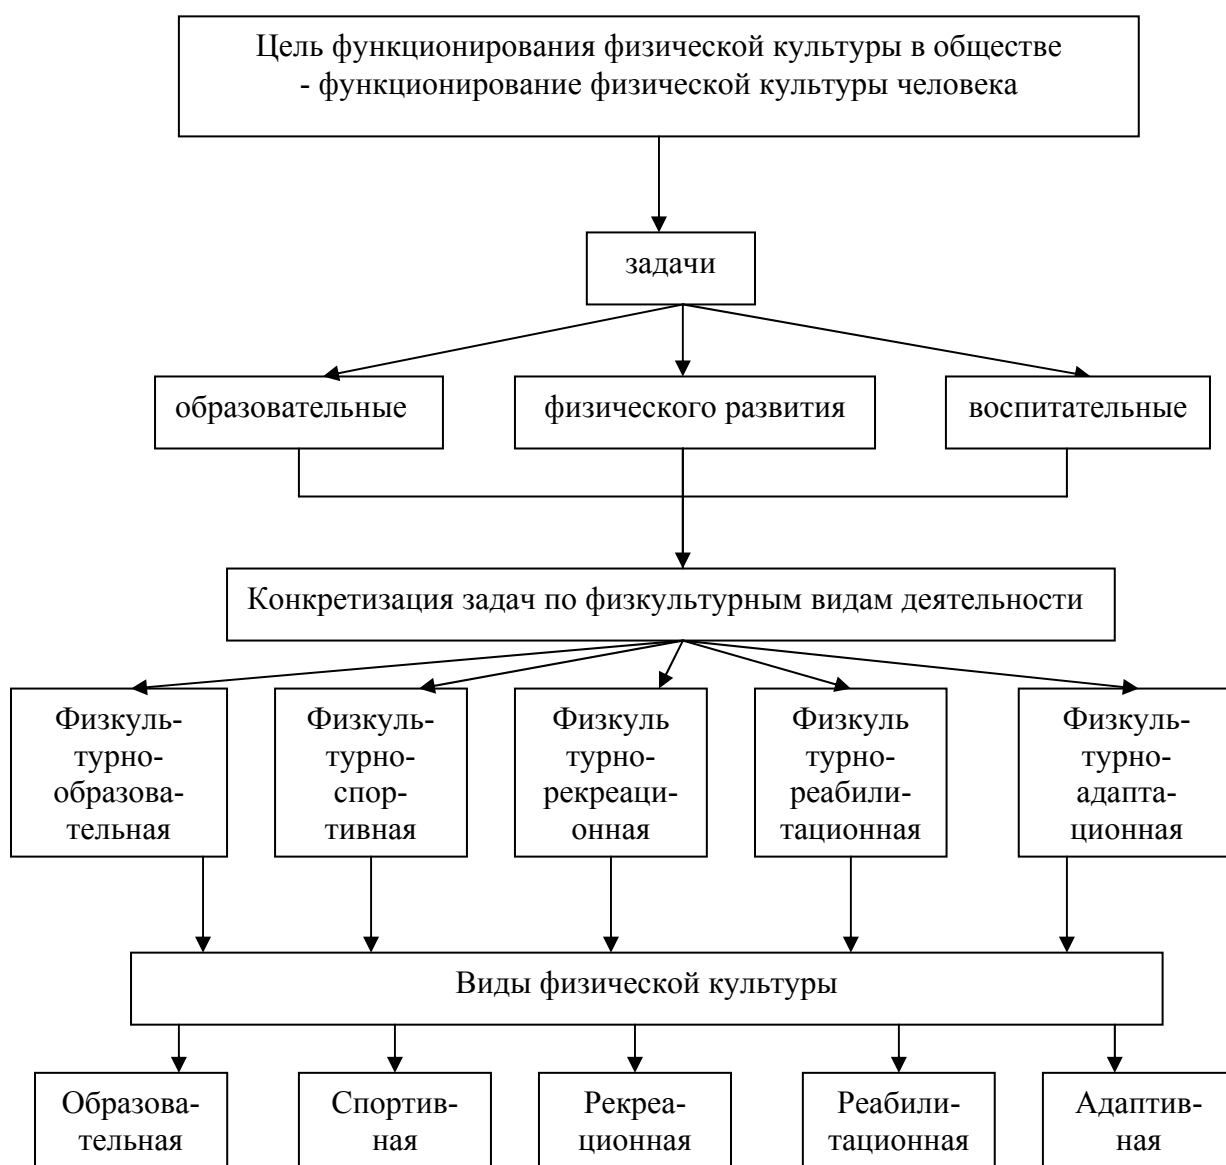 Цель функционирования физической культуры в обществе
- функционирование физической культуры человека
задачи
образовательные
физического развития
воспитательные
Конкретизация задач по физкультурным видам деятельности
Физкуль-
турно-
образова-
тельная
Физкуль-
турно-
спор-
тивная
Физкуль
турно-
рекреаци-
онная
Физкуль
турно-
реабили-
тационная
Физкуль-
турно-
адапта-
ционная
Виды физической культуры
Образова-
тельная
Спортив-
ная
Рекреа-
ционная
Реабили-
тационная
Адаптив-
ная